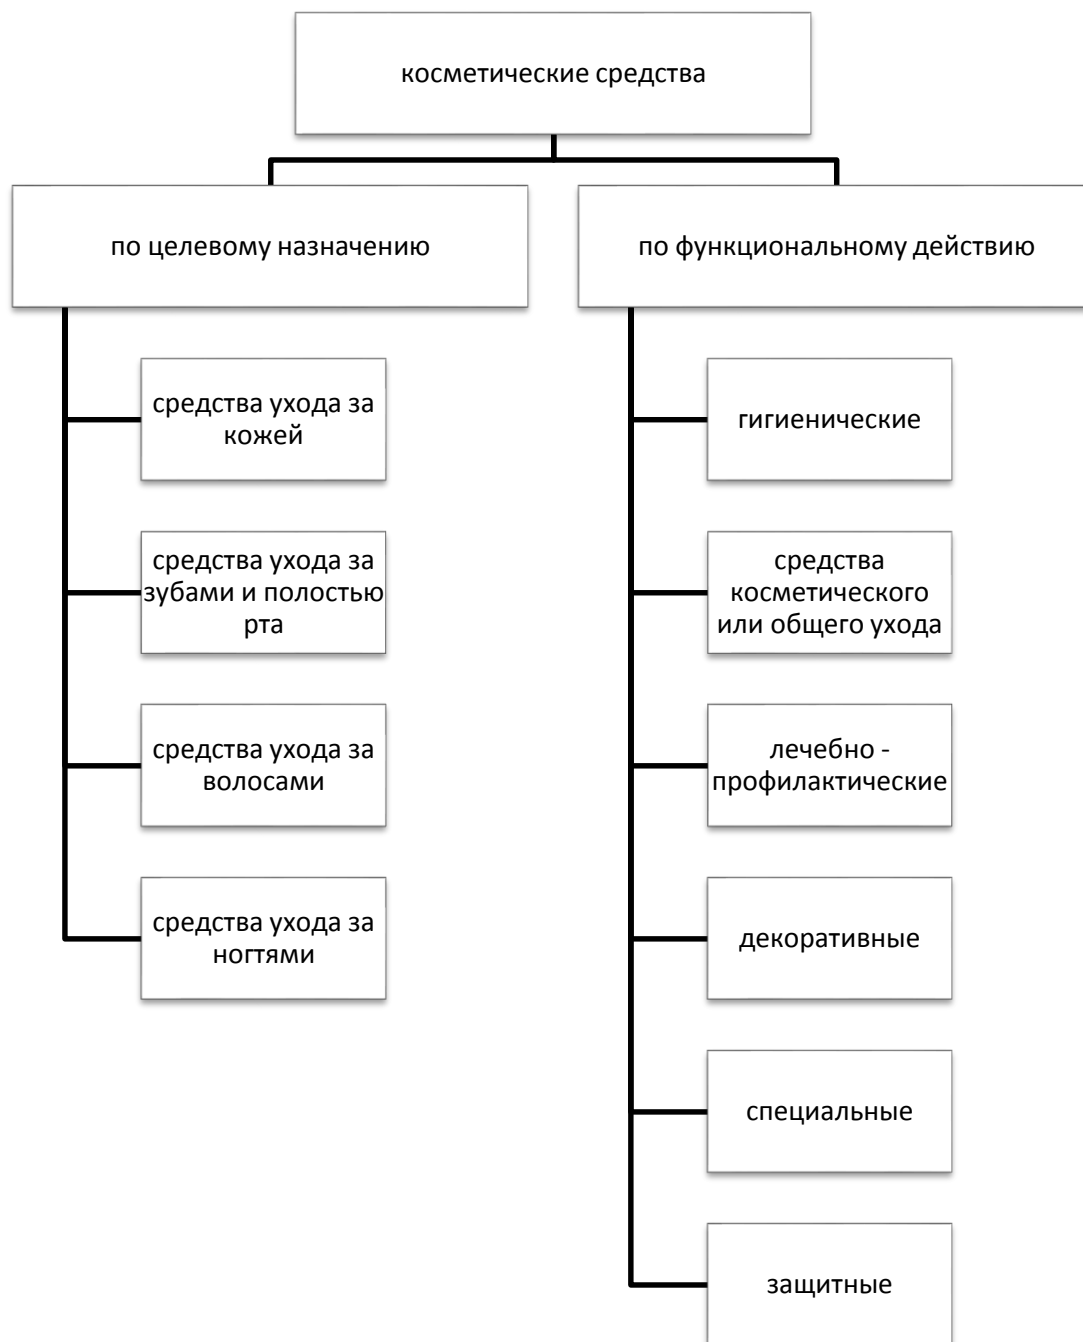 косметические средства
по целевому назначению
по функциональному действию
средства ухода за
кожей
средства ухода за
зубами и полостью
рта
средства ухода за
волосами
средства ухода за
ногтями
гигиенические
средства
косметического
или общего ухода
лечебно -
профилактические
декоративные
специальные
защитные